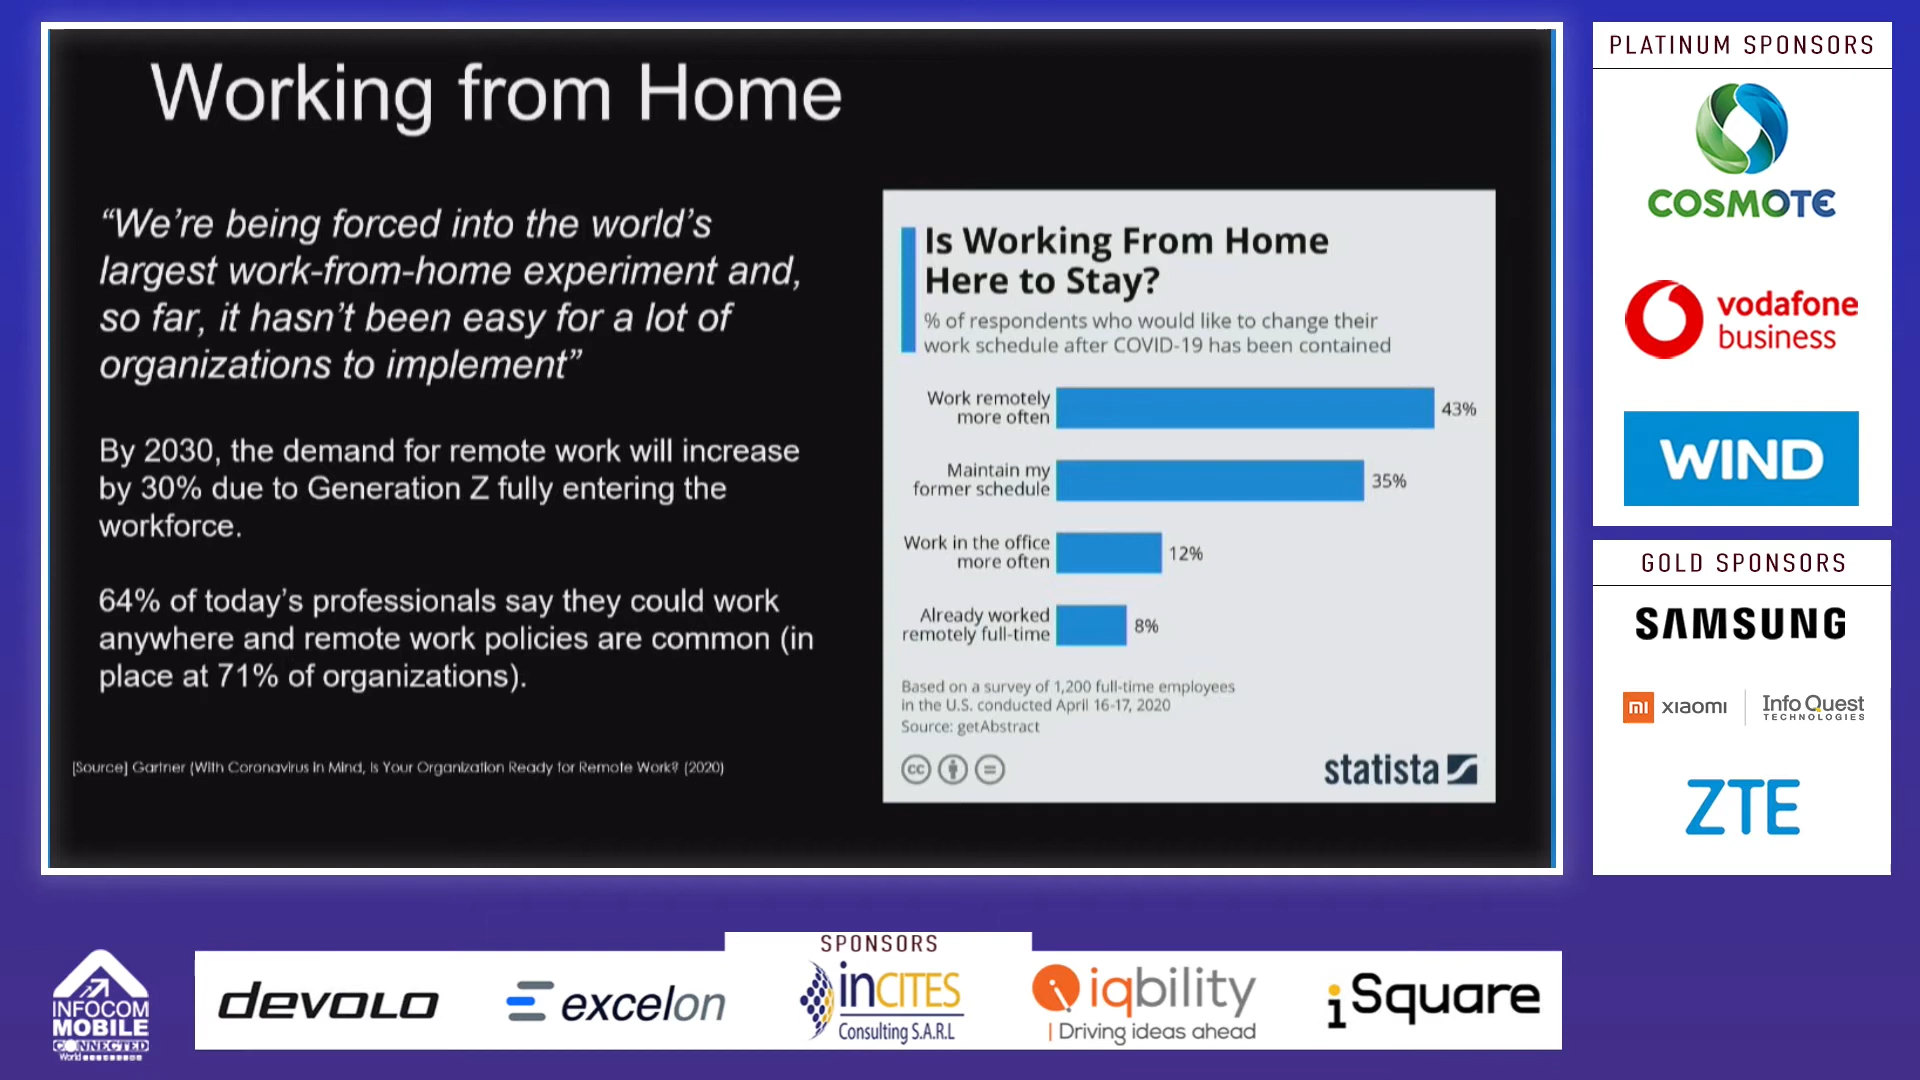 Working from Home
“We’re being forced into the world’s
largest work-from-home experiment and,
so far, it hasn’t been easy for a lot of
organizations to implement”
By 2030, the demand for remote work will increase
by 30% due to Generation Z fully entering the
workforce.
64% of today’s professionals say they could work
anywhere and remote work policies are common (in
place at 71% of organizations).
[Source] Gartner (With Coronavirus in Mind, Is Your Organization Ready for Remote Work? (2020)
Is Working From Home
Here to Stay?
% of respondents who would like to change their
work schedule after COVID-19 has been contained
Work remotely
more often
43%
Maintain my
former schedule
35%
Work in the office
more often
12%
Already worked
remotely full-time
8%
Based on a survey of 1,200 full-time employees
in the U.S. conducted April 16-17, 2020
Source: getAbstract
cc
statista
PLATINUM SPONSORS
COSMOTE
vodafone
business
WIND
GOLD SPONSORS
SAMSUNG
mi xiaomi
Info Quest
TECHNOLOGIES
ZTE
INFOCOM
MOBILE
CONNECTED
World
SPONSORS
devolo
excelon
inCITES
Consulting S.A.R.L
iqbility
| Driving ideas ahead
iSquare